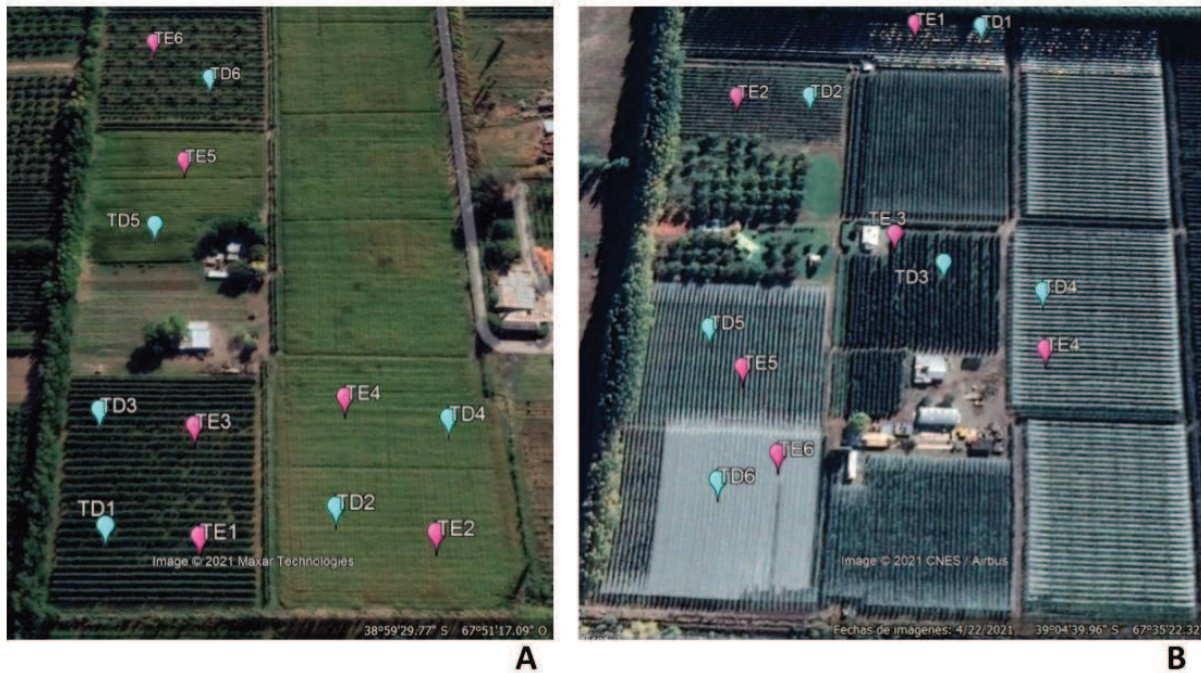 TE6
TD6
TE5
TD5
TD3
TE3
TE4
TD4
TD1
TE1
TD2
TE2
Image © 2021 Maxar Technologies
38°59'29.77" S 67°51'17.09" O
A
TE1
TD1
TE2
TD2
TE 3
TD3
TD4
TD5
TE4
TE5
TE6
TD6
Image © 2021 CNES / Airbus
Fechas de imágenes: 4/22/2021 39°04'39.96" S 67°35'22.32"
B